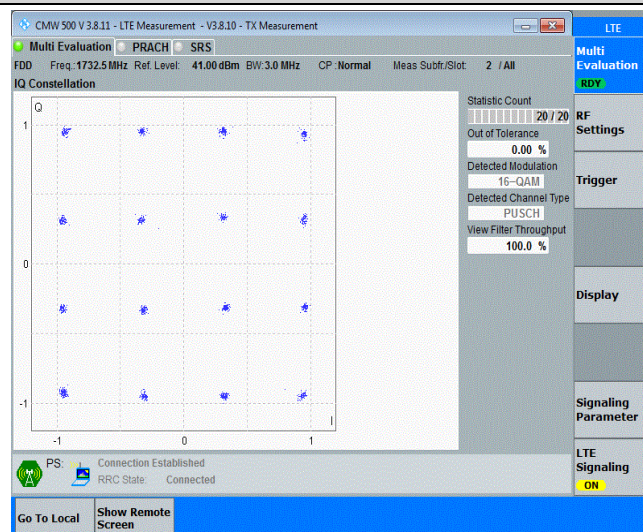 CMW 500 V 3.8.11 - LTE Measurement - V3.8.10 - TX Measurement
LTE
Multi Evaluation PRACH SRS
Multi
Evaluation
RDY
FDD Freq.:1732.5 MHz Ref. Level: 41.00 dBm BW:3.0 MHz CP :Normal Meas Subfr./Slot: 2 / All
IQ Constellation
Q
1
0
-1
-1 0 1
I
Statistic Count
20 / 20
Out of Tolerance
0.00 %
Detected Modulation
16-QAM
Detected Channel Type
PUSCH
View Filter Throughput
100.0 %
RF
Settings
Trigger
Display
Signaling
Parameter
LTE
Signaling
ON
PS: Connection Established
RRC State: Connected
Go To Local
Show Remote
Screen